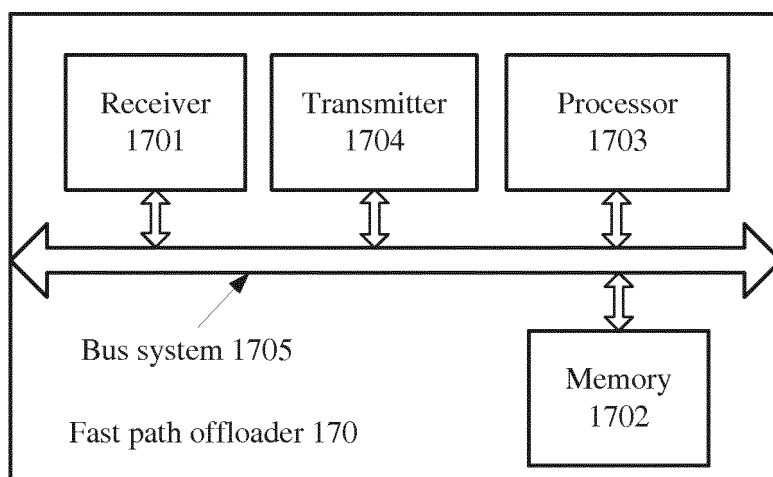 Receiver
1701
Transmitter
1704
Processor
1703
Bus system 1705
Memory
1702
Fast path offloader 170